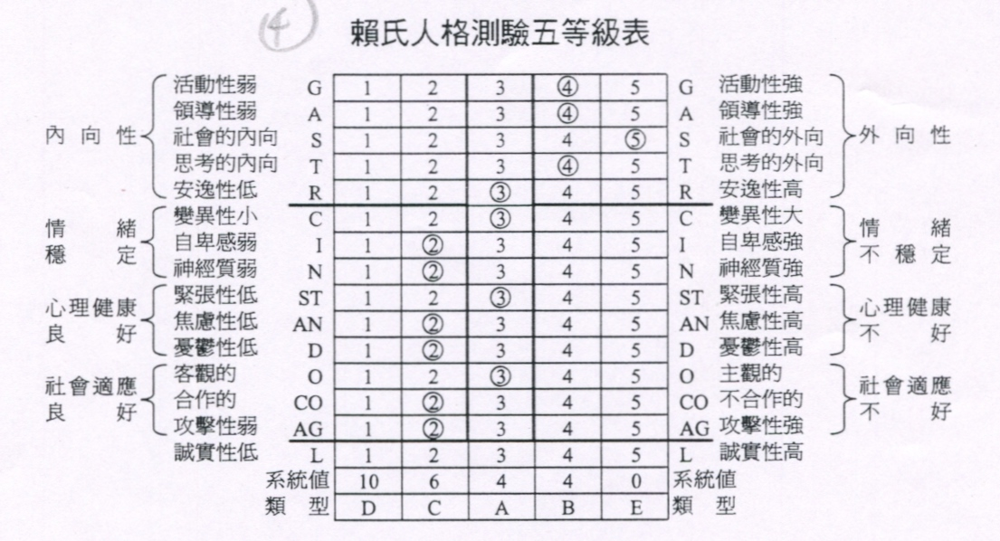 4
賴氏人格測驗五等級表
活動性弱 G 1 2 3 ④ 5 G 活動性強
領導性弱 A 1 2 3 ④ 5 A 領導性強
內向性 社會的內向 S 1 2 3 4 ⑤ S 社會的外向 外向性
思考的內向 T 1 2 3 ④ 5 T 思考的外向
安逸性低 R 1 2 ③ 4 5 R 安逸性高
情緒 變異性小 C 1 2 ③ 4 5 C 變異性大 情緒
穩定 自卑感弱 I 1 ② 3 4 5 I 自卑感強 不穩定
神經質弱 N 1 ② 3 4 5 N 神經質強
心理健康 緊張性低 ST 1 2 ③ 4 5 ST 緊張性高 心理健康
良好 焦慮性低 AN 1 ② 3 4 5 AN 焦慮性高 不好
憂鬱性低 D 1 ② 3 4 5 D 憂鬱性高
社會適應 客觀的 O 1 2 ③ 4 5 O 主觀的 社會適應
良好 合作的 CO 1 ② 3 4 5 CO 不合作的 不好
攻擊性弱 AG 1 ② 3 4 5 AG 攻擊性強
誠實性低 L 1 2 3 4 5 L 誠實性高
系統值 10 6 4 4 0 系統值
類型 D C A B E 類型